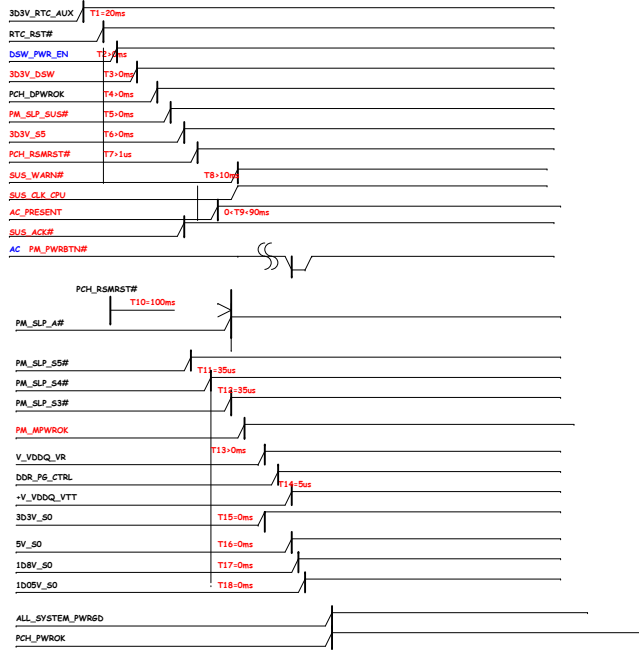 3D3V_RTC_AUX T1=20ms
RTC_RST#
DSW_PWR_EN T2>0ms
3D3V_DSW T3>0ms
PCH_DPWROK T4>0ms
PM_SLP_SUS# T5>0ms
3D3V_S5 T6>0ms
PCH_RSMRST# T7>1us
SUS_WARN# T8>10ms
SUS_CLK_CPU
AC_PRESENT 0<T9<90ms
SUS_ACK#
AC PM_PWRBTN#
PCH_RSMRST#
T10=100ms
PM_SLP_A#
PM_SLP_S5#
T11=35us
PM_SLP_S4#
T12=35us
PM_SLP_S3#
PM_MPWROK
T13>0ms
V_VDDQ_VR
DDR_PG_CTRL
T14=5us
+V_VDDQ_VTT
3D3V_S0 T15=0ms
5V_S0 T16=0ms
1D8V_S0 T17=0ms
1D05V_S0 T18=0ms
ALL_SYSTEM_PWRGD
PCH_PWROK